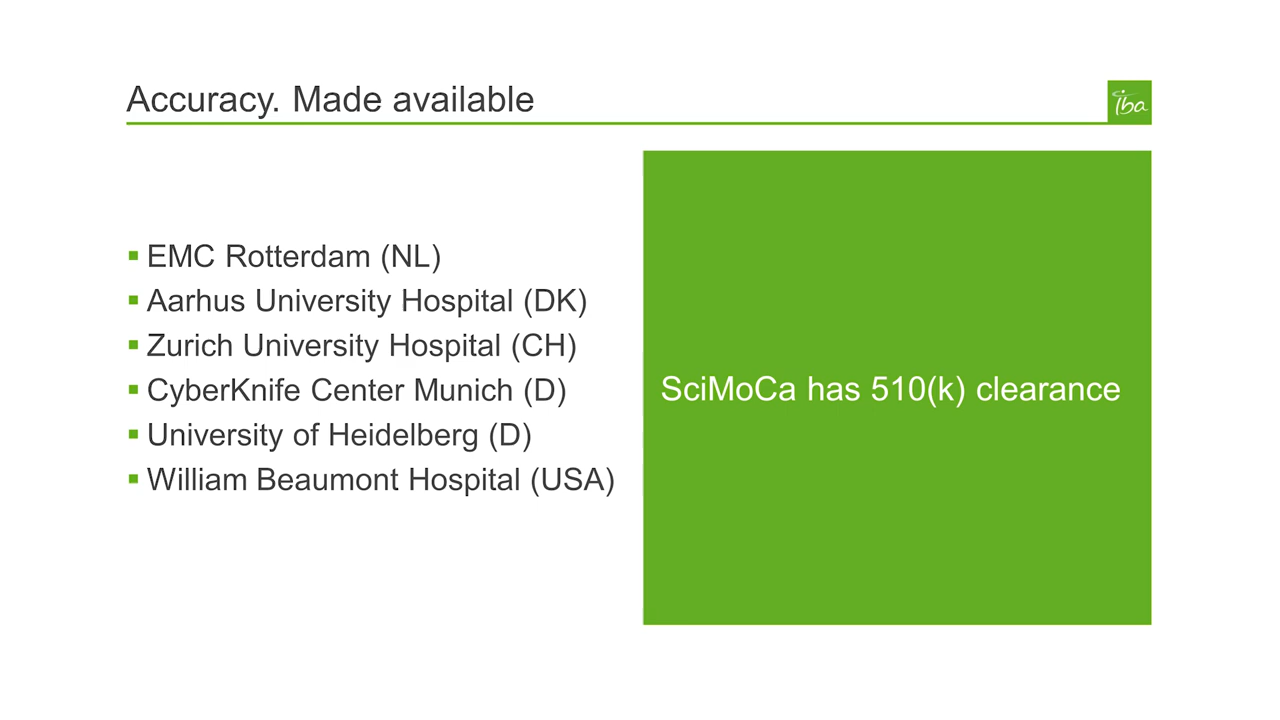 Accuracy. Made available
iba
EMC Rotterdam (NL)
Aarhus University Hospital (DK)
Zurich University Hospital (CH)
CyberKnife Center Munich (D)
University of Heidelberg (D)
William Beaumont Hospital (USA)
SciMoCa has 510(k) clearance